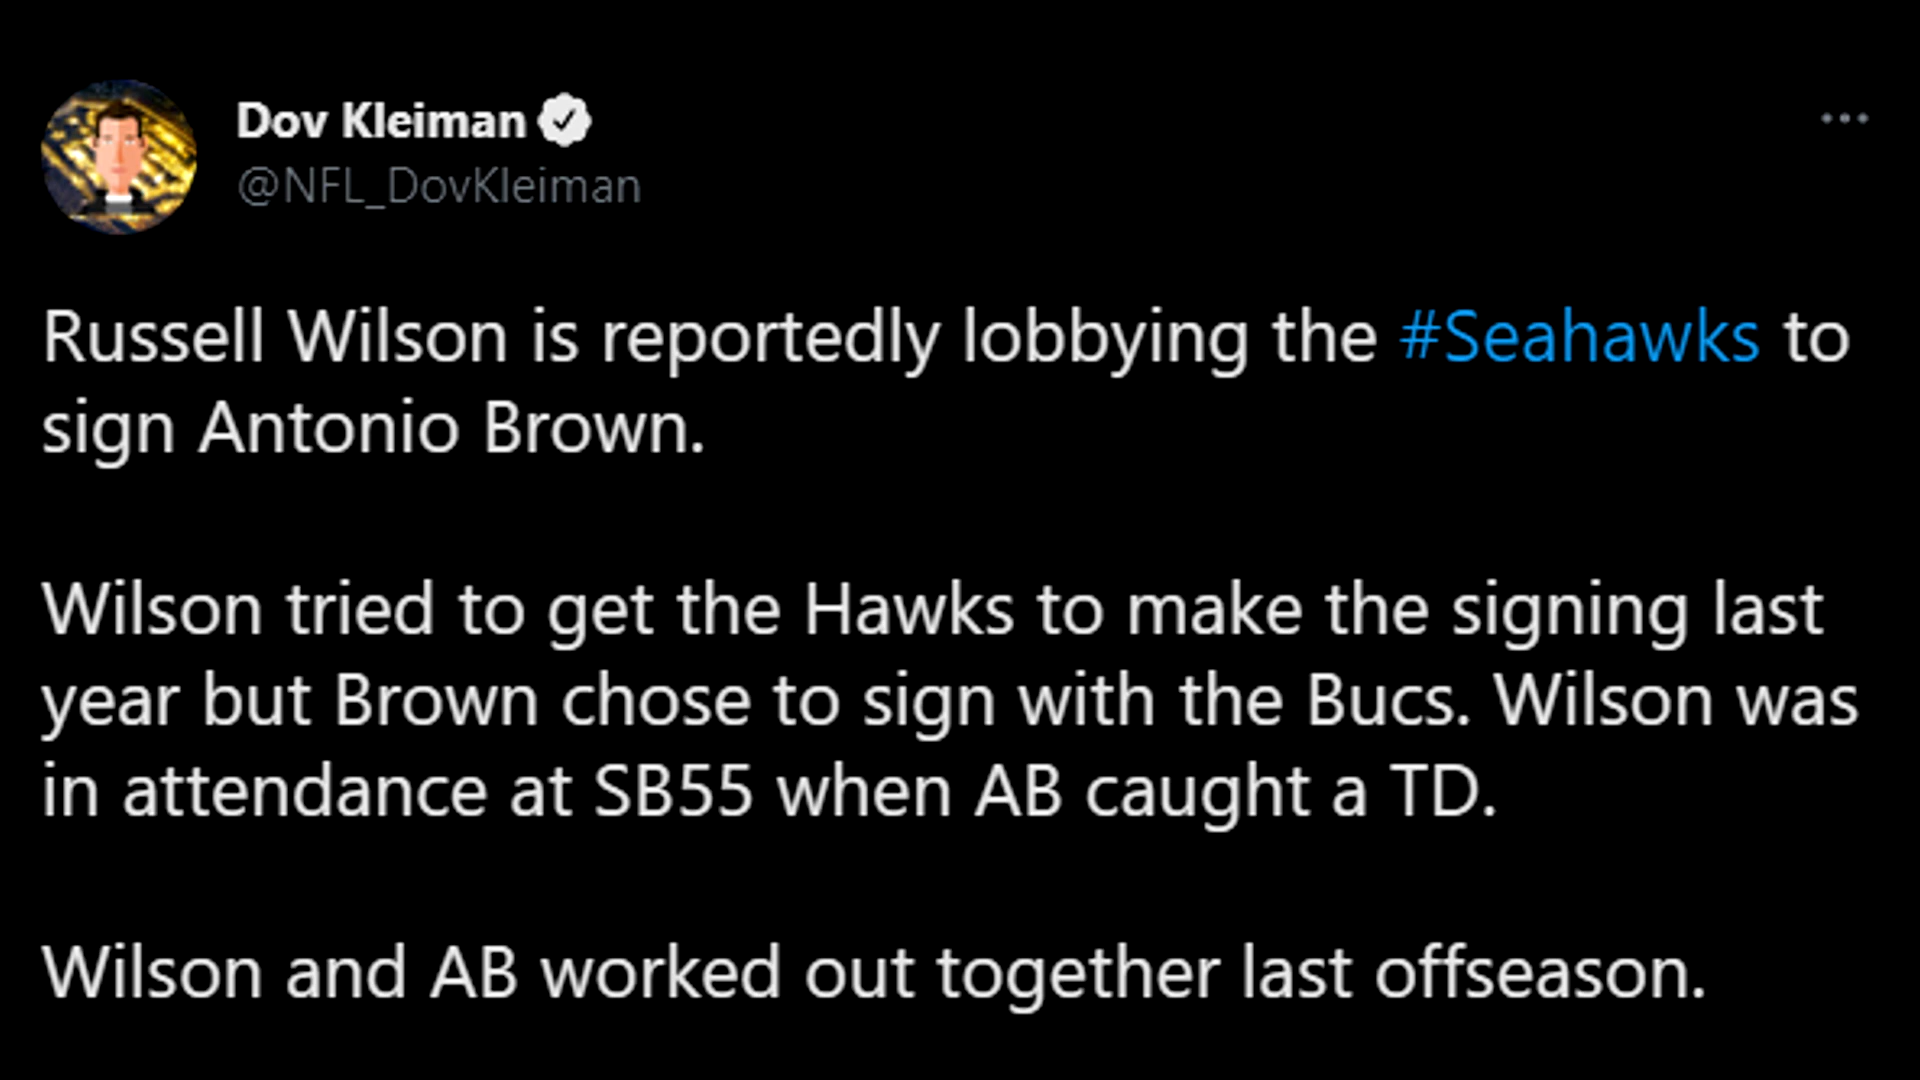 Dov Kleiman
@NFL_DovKleiman
Russell Wilson is reportedly lobbying the #Seahawks to
sign Antonio Brown.
Wilson tried to get the Hawks to make the signing last
year but Brown chose to sign with the Bucs. Wilson was
in attendance at SB55 when AB caught a TD.
Wilson and AB worked out together last offseason.